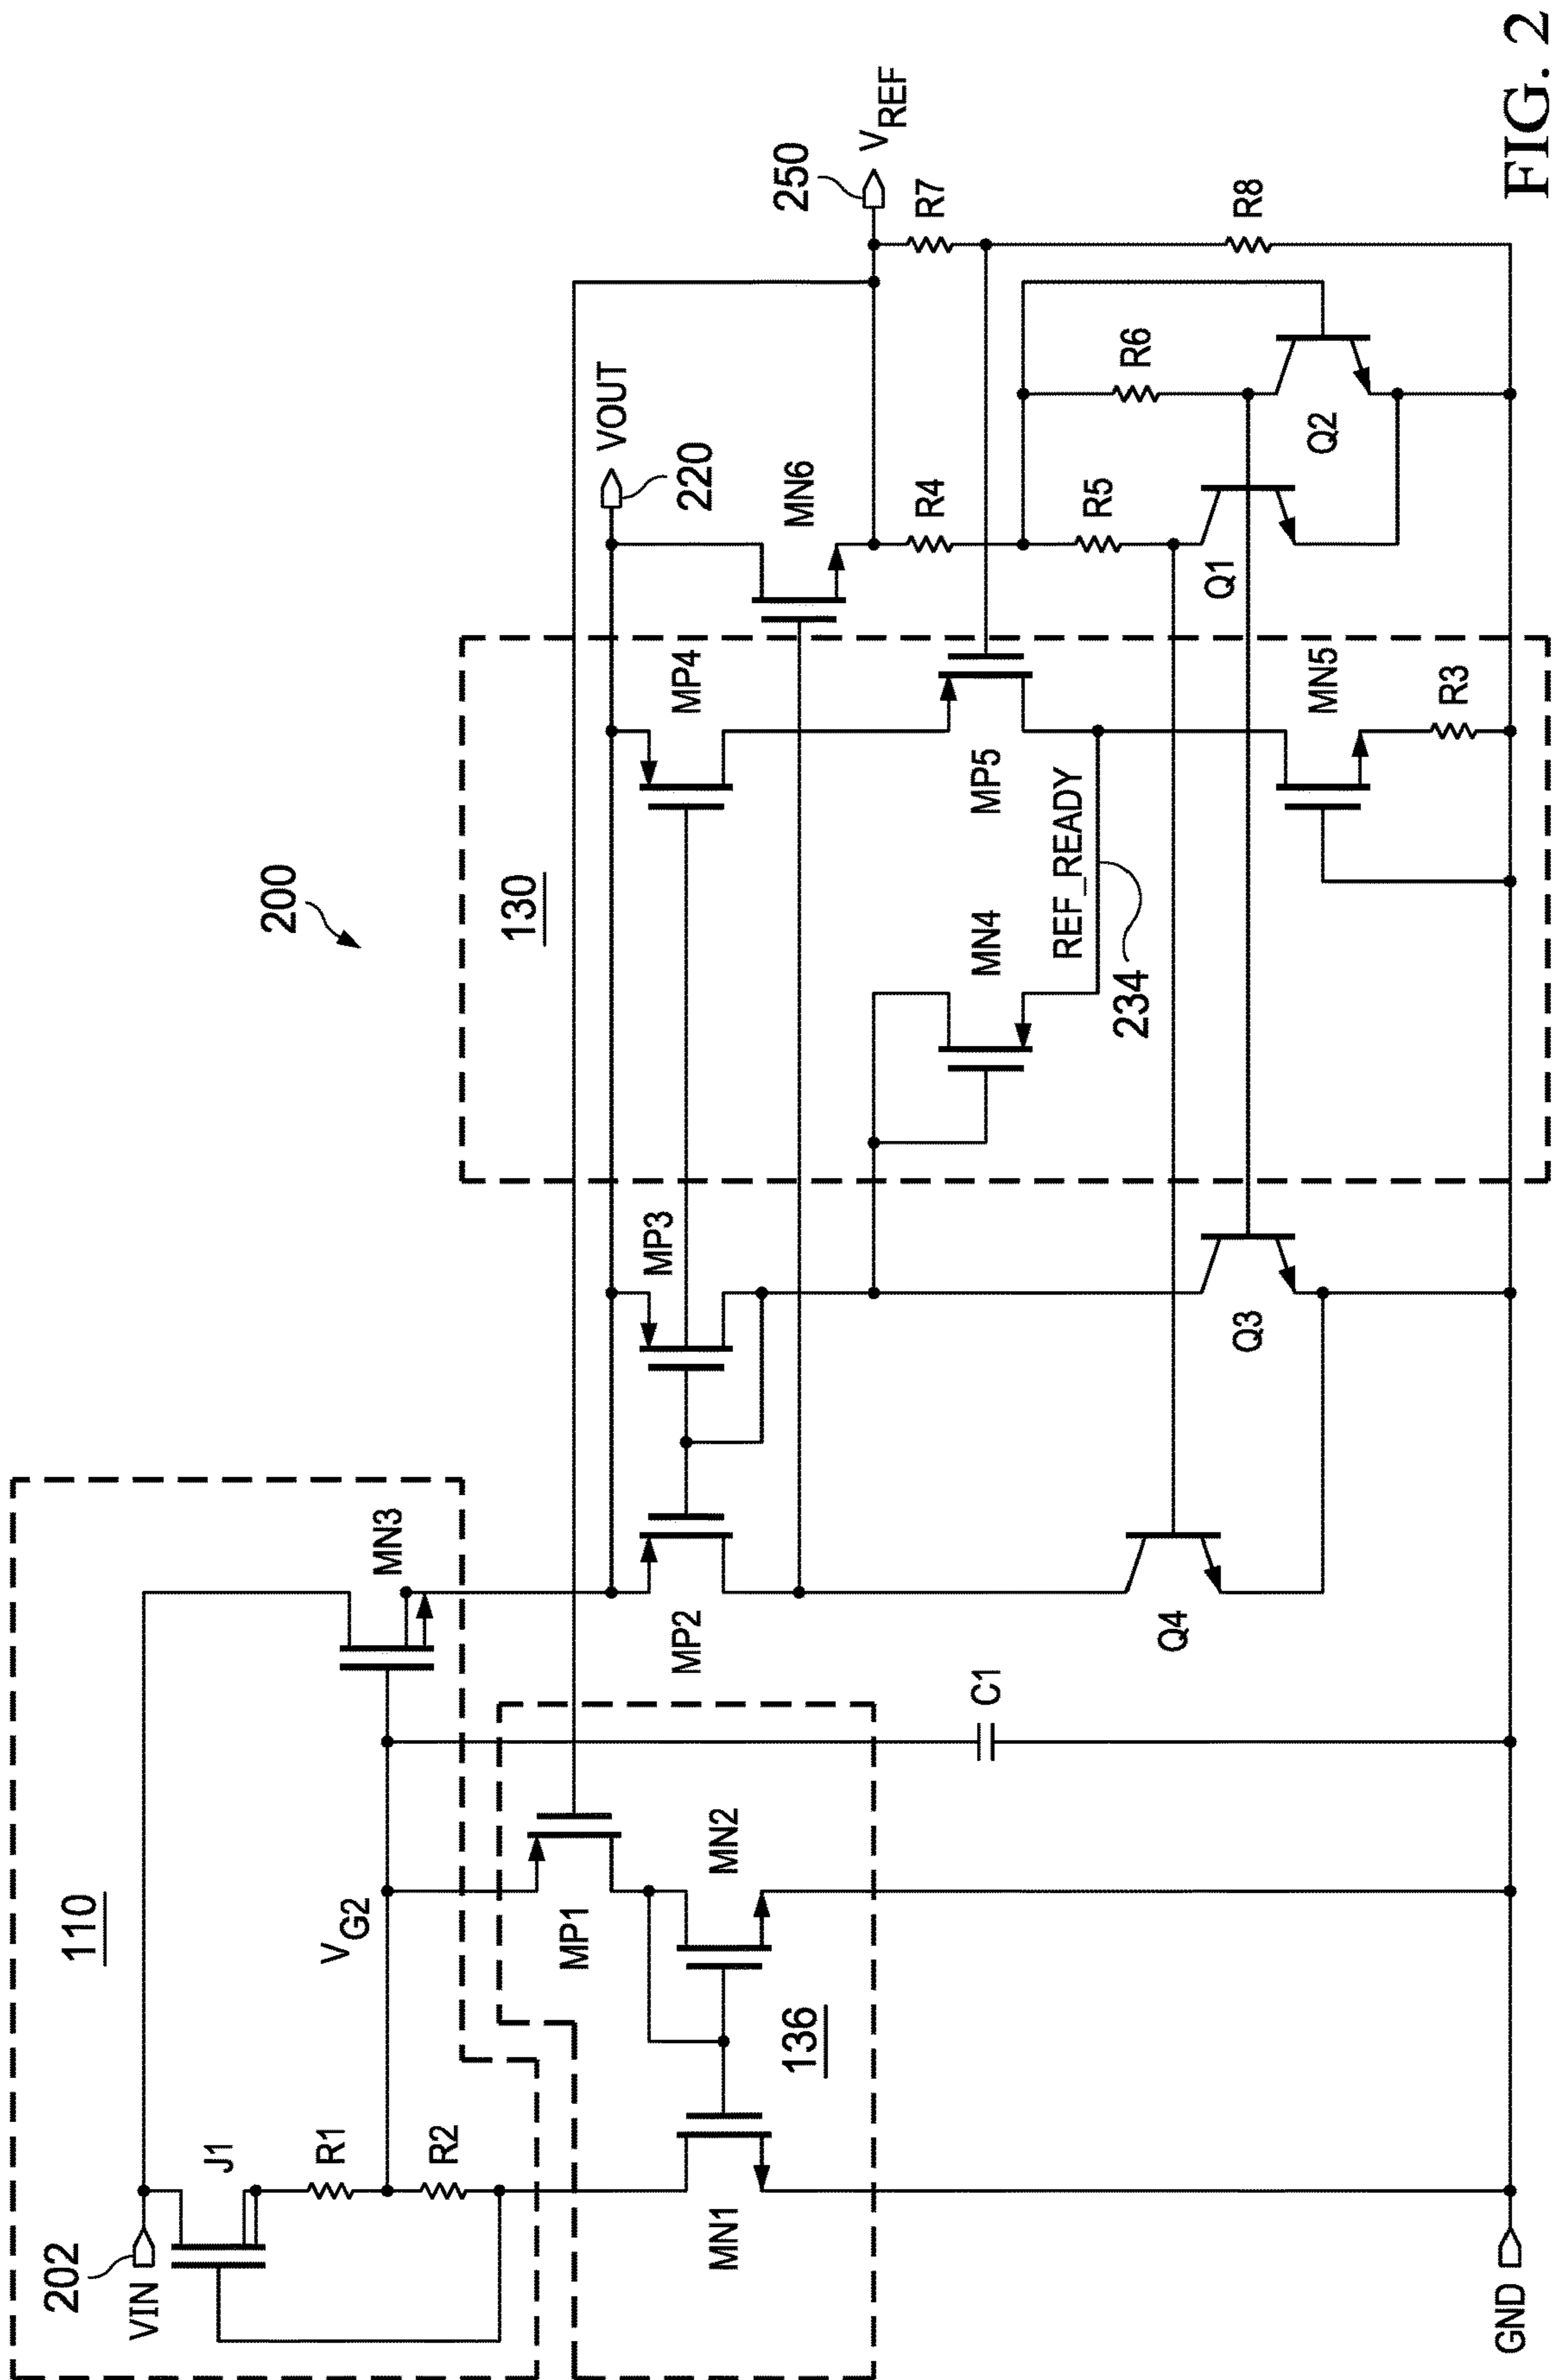 200
110
202
VIN
J1
R1
R2
V_G2
MN3
MP1
MN2
MN1
136
C1
MP2
MP3
Q4
Q3
130
MN4
REF_READY
234
MP4
MP5
MN5
R3
VOUT
220
MN6
R4
R5
R6
Q1
Q2
250
V_REF
R7
R8
GND
FIG. 2